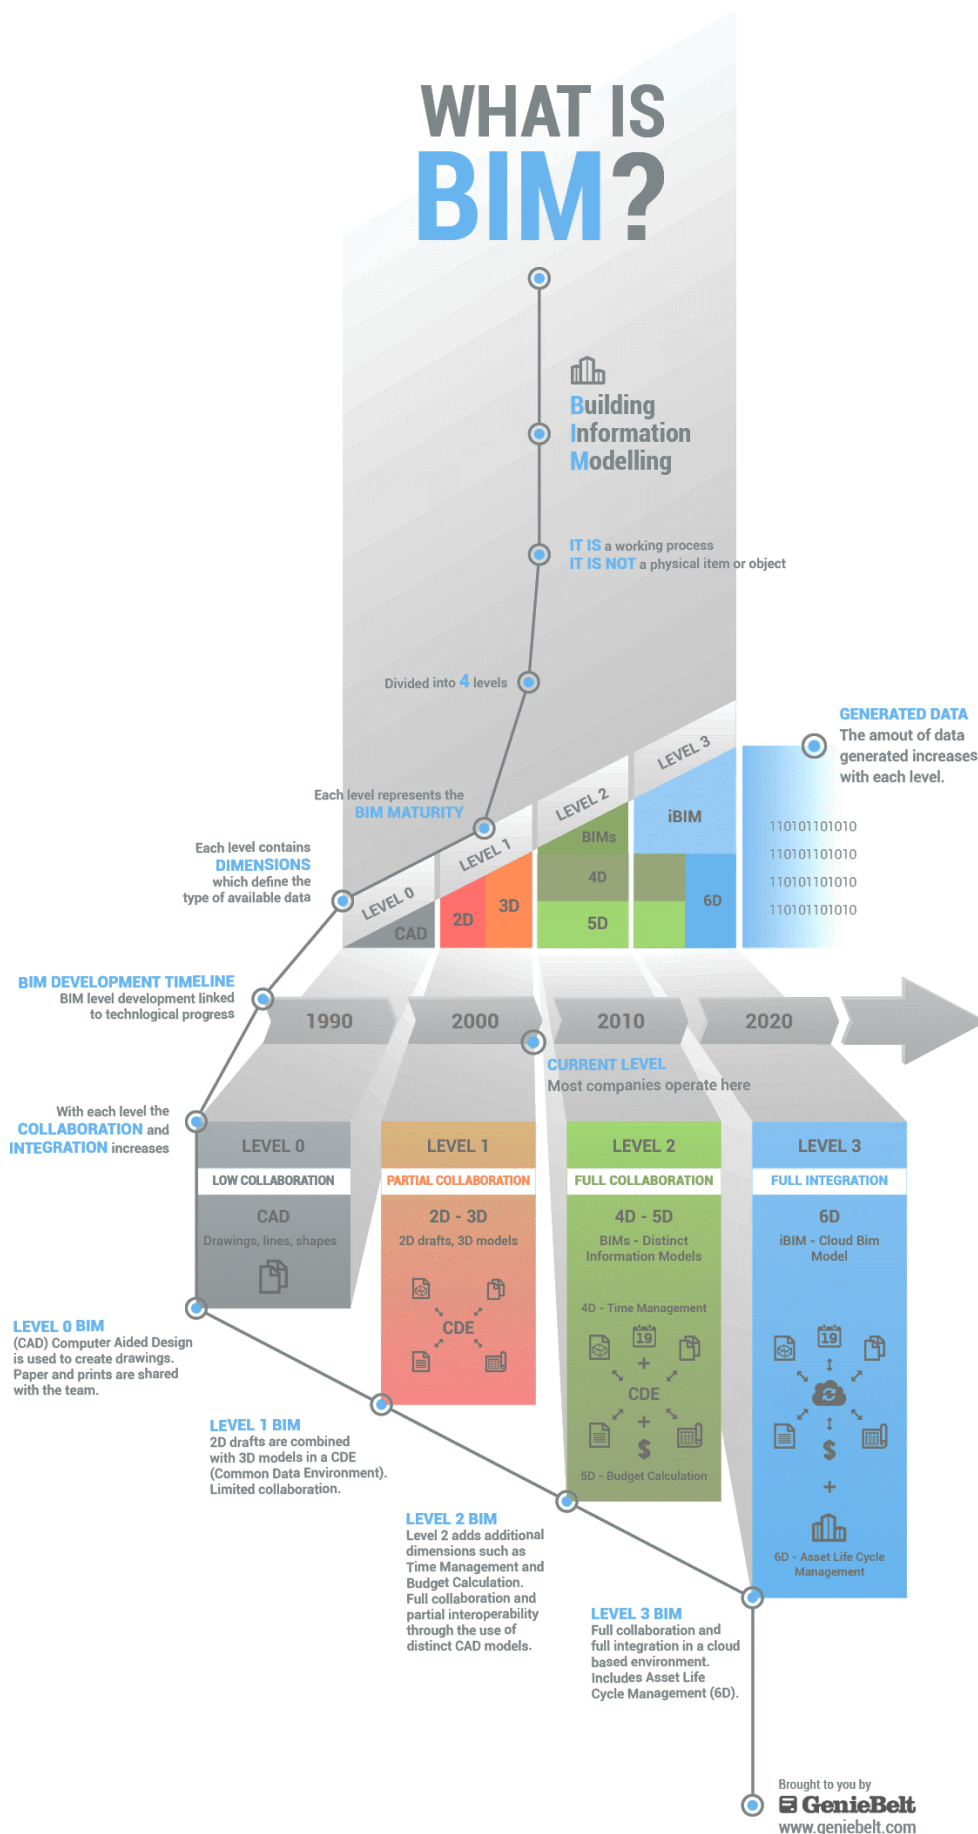 WHAT IS
BIM?
Building
Information
Modelling
IT IS a working process
IT IS NOT a physical item or object
Divided into 4 levels
GENERATED DATA
The amout of data
generated increases
with each level.
Each level represents the
BIM MATURITY
Each level contains
DIMENSIONS
which define the
type of available data
LEVEL 0
LEVEL 1
LEVEL 2
LEVEL 3
CAD
2D
3D
BIMs
4D
5D
iBIM
6D
110101101010
110101101010
110101101010
110101101010
BIM DEVELOPMENT TIMELINE
BIM level development linked
to technlogical progress
1990
2000
2010
2020
CURRENT LEVEL
Most companies operate here
With each level the
COLLABORATION and
INTEGRATION increases
LEVEL 0
LOW COLLABORATION
CAD
Drawings, lines, shapes
LEVEL 1
PARTIAL COLLABORATION
2D - 3D
2D drafts, 3D models
CDE
LEVEL 2
FULL COLLABORATION
4D - 5D
BIMs - Distinct
Information Models
4D - Time Management
19
+
CDE
+
$
5D - Budget Calculation
LEVEL 3
FULL INTEGRATION
6D
iBIM - Cloud Bim
Model
19
$
+
6D - Asset Life Cycle
Management
LEVEL 0 BIM
(CAD) Computer Aided Design
is used to create drawings.
Paper and prints are shared
with the team.
LEVEL 1 BIM
2D drafts are combined
with 3D models in a CDE
(Common Data Environment).
Limited collaboration.
LEVEL 2 BIM
Level 2 adds additional
dimensions such as
Time Management and
Budget Calculation.
Full collaboration and
partial interoperability
through the use of
distinct CAD models.
LEVEL 3 BIM
Full collaboration and
full integration in a cloud
based environment.
Includes Asset Life
Cycle Management (6D).
Brought to you by
GenieBelt
www.geniebelt.com